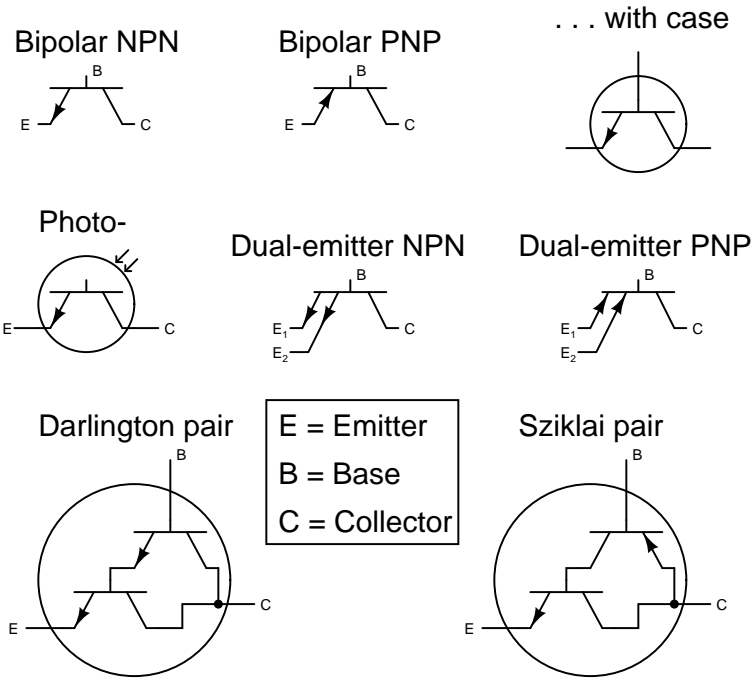 Bipolar NPN
B
E
C
Bipolar PNP
B
E
C
. . . with case
Photo-
E
C
Dual-emitter NPN
B
E1
E2
C
Dual-emitter PNP
B
E1
E2
C
Darlington pair
B
E
C
E = Emitter
B = Base
C = Collector
Sziklai pair
B
E
C